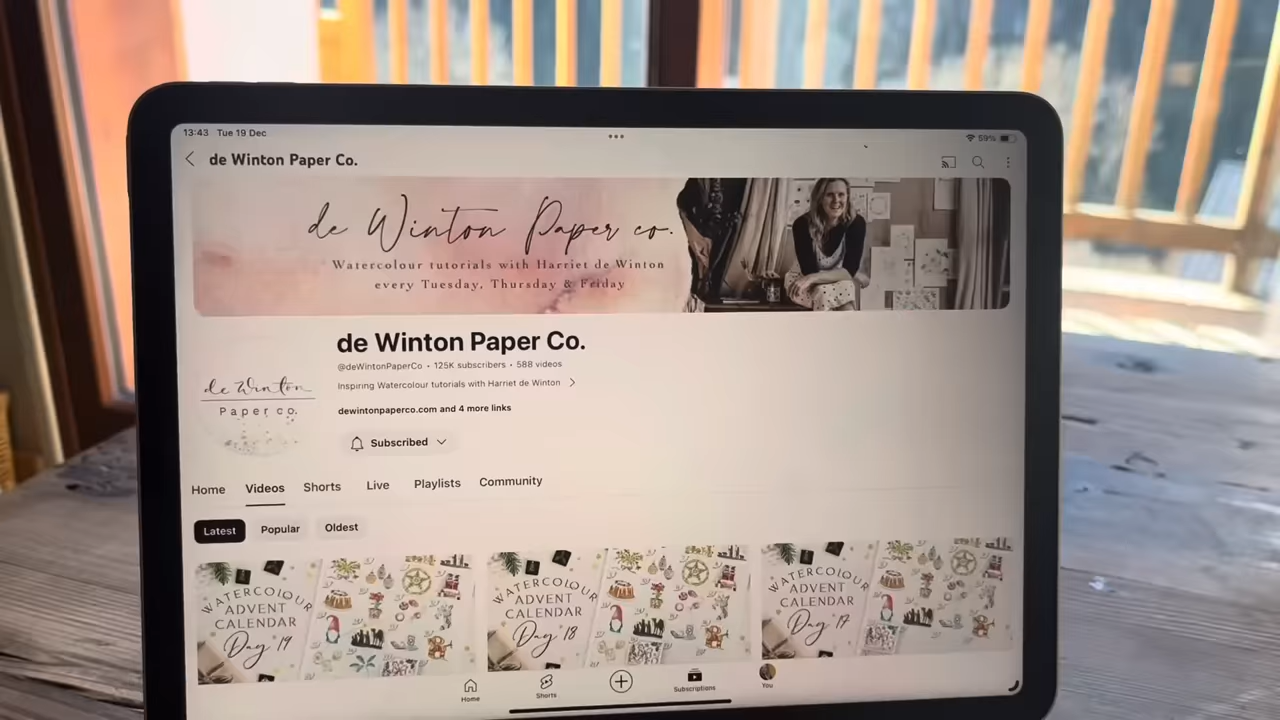 13:43 Tue 19 Dec
59%
de Winton Paper Co.
de Winton Paper co.
Watercolour tutorials with Harriet de Winton
every Tuesday, Thursday & Friday
de Winton Paper Co.
@deWintonPaperCo • 125K subscribers • 588 videos
Inspiring Watercolour tutorials with Harriet de Winton
de Winton
Paper co.
dewintonpaperco.com and 4 more links
Subscribed
Home Videos Shorts Live Playlists Community
Latest Popular Oldest
WATERCOLOUR
ADVENT
CALENDAR
Day 19
WATERCOLOUR
ADVENT
CALENDAR
Day 18
WATERCOLOUR
ADVENT
CALENDAR
Day 17
Home Shorts Subscriptions You